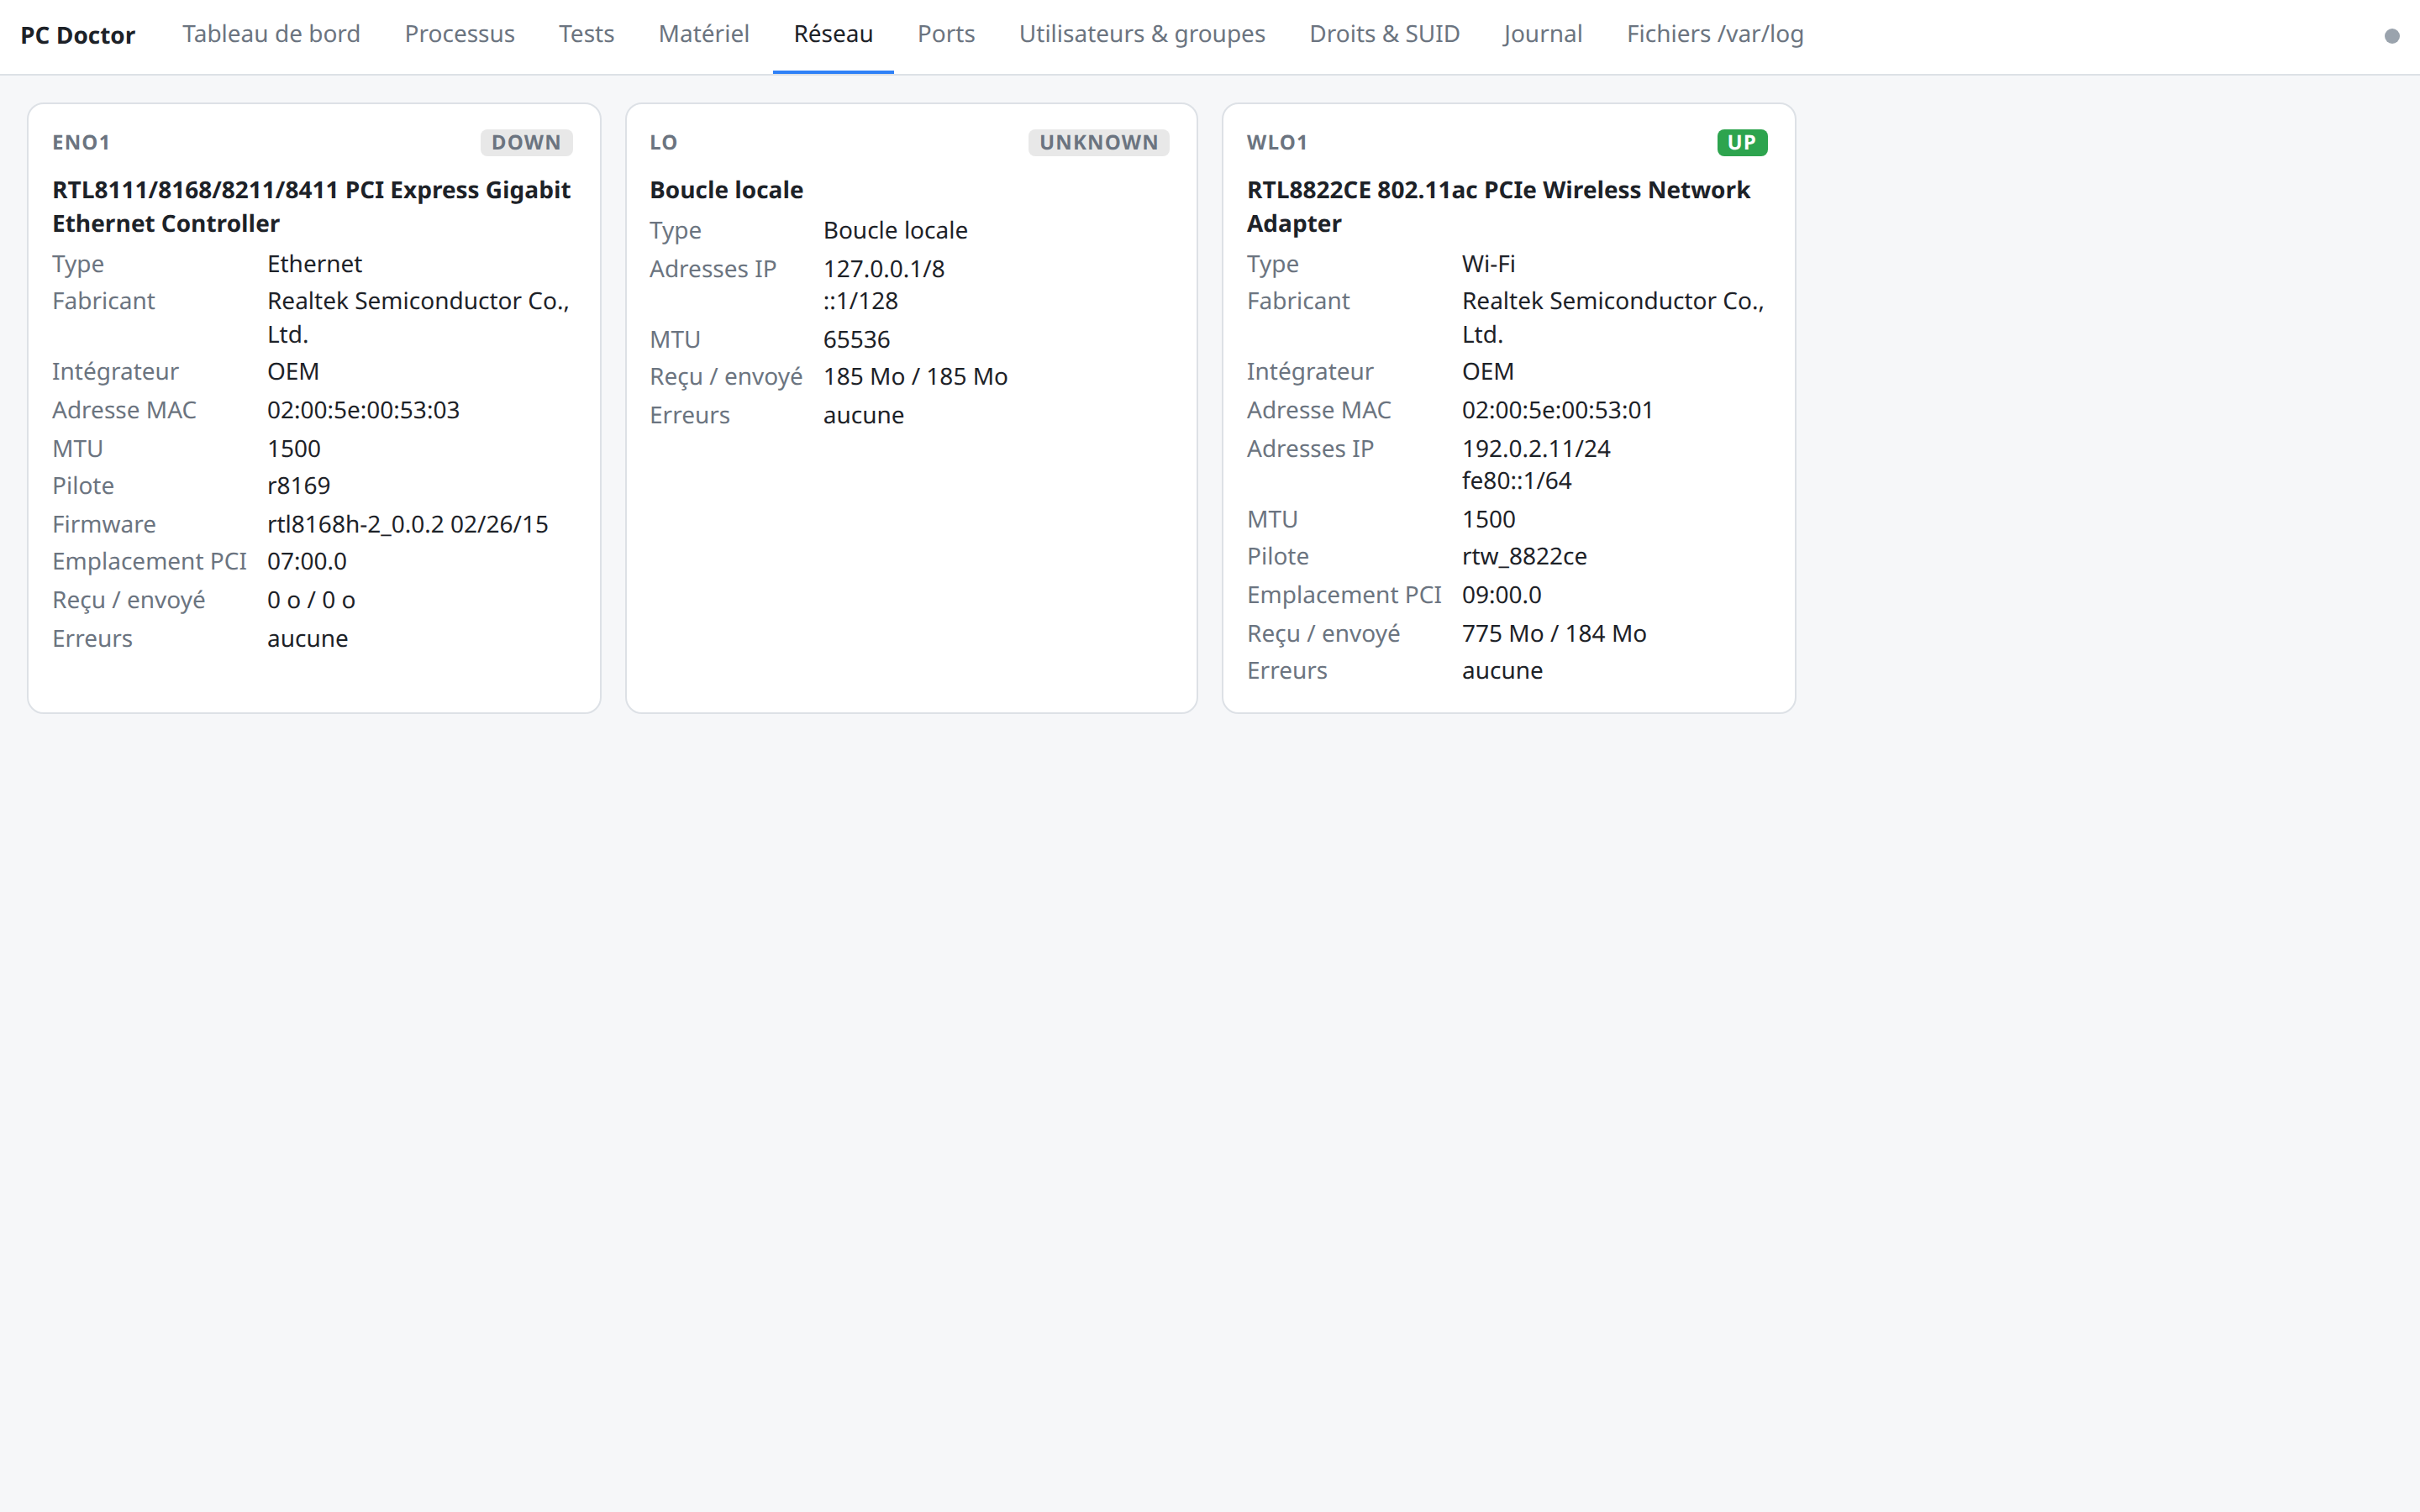 PC Doctor Tableau de bord Processus Tests Matériel Réseau Ports Utilisateurs & groupes Droits & SUID Journal Fichiers /var/log
ENO1 DOWN
RTL8111/8168/8211/8411 PCI Express Gigabit
Ethernet Controller
Type Ethernet
Fabricant Realtek Semiconductor Co.,
Ltd.
Intégrateur OEM
Adresse MAC 02:00:5e:00:53:03
MTU 1500
Pilote r8169
Firmware rtl8168h-2_0.0.2 02/26/15
Emplacement PCI 07:00.0
Reçu / envoyé 0 o / 0 o
Erreurs aucune
LO UNKNOWN
Boucle locale
Type Boucle locale
Adresses IP 127.0.0.1/8
::1/128
MTU 65536
Reçu / envoyé 185 Mo / 185 Mo
Erreurs aucune
WLO1 UP
RTL8822CE 802.11ac PCIe Wireless Network
Adapter
Type Wi-Fi
Fabricant Realtek Semiconductor Co.,
Ltd.
Intégrateur OEM
Adresse MAC 02:00:5e:00:53:01
Adresses IP 192.0.2.11/24
fe80::1/64
MTU 1500
Pilote rtw_8822ce
Emplacement PCI 09:00.0
Reçu / envoyé 775 Mo / 184 Mo
Erreurs aucune